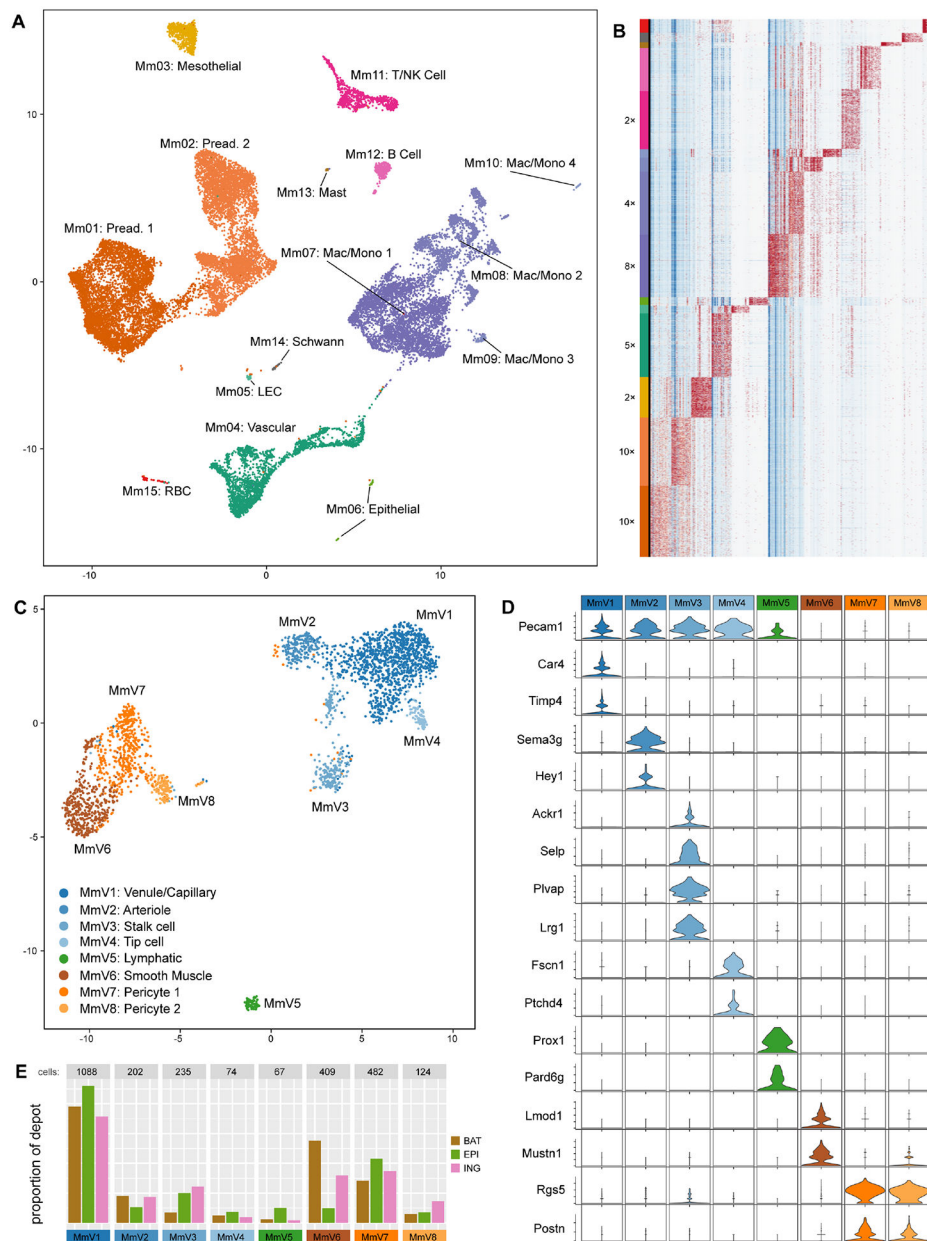 A
Mm03: Mesothelial
Mm11: T/NK Cell
Mm02: Pread. 2
Mm12: B Cell
Mm10: Mac/Mono 4
Mm13: Mast
Mm01: Pread. 1
Mm07: Mac/Mono 1
Mm08: Mac/Mono 2
Mm14: Schwann
Mm09: Mac/Mono 3
Mm05: LEC
Mm04: Vascular
Mm15: RBC
Mm06: Epithelial
10
0
-10
-10
0
10
B
2×
4×
8×
5×
2×
10×
10×
C
MmV2
MmV1
MmV7
MmV4
MmV8
MmV3
MmV6
MmV5
MmV1: Venule/Capillary
MmV2: Arteriole
MmV3: Stalk cell
MmV4: Tip cell
MmV5: Lymphatic
MmV6: Smooth Muscle
MmV7: Pericyte 1
MmV8: Pericyte 2
5
0
-5
-10
-10
-5
0
5
10
D
MmV1 MmV2 MmV3 MmV4 MmV5 MmV6 MmV7 MmV8
Pecam1
Car4
Timp4
Sema3g
Hey1
Ackr1
Selp
Plvap
Lrg1
Fscn1
Ptchd4
Prox1
Pard6g
Lmod1
Mustn1
Rgs5
Postn
E
cells: 1088 202 235 74 67 409 482 124
proportion of depot
BAT
EPI
ING
MmV1 MmV2 MmV3 MmV4 MmV5 MmV6 MmV7 MmV8